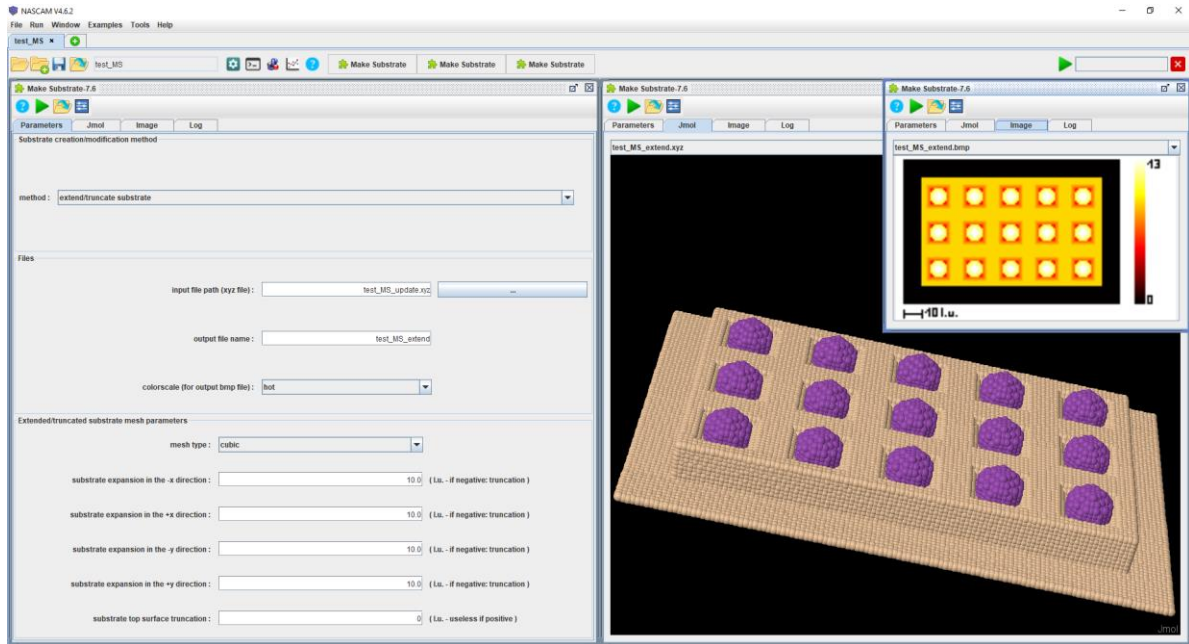 NASCAM V4.6.2
File Run Window Examples Tools Help
test_MS
test_MS
Make Substrate
Make Substrate
Make Substrate
Make Substrate-7.6
Parameters Jmol Image Log
Substrate creation/modification method
method : extend/truncate substrate
Files
input file path (xyz file) : test_MS_update.xyz ...
output file name : test_MS_extend
colorscale (for output bmp file) : hot
Extended/truncated substrate mesh parameters
mesh type : cubic
substrate expansion in the -x direction : 10.0 ( l.u. - if negative: truncation )
substrate expansion in the +x direction : 10.0 ( l.u. - if negative: truncation )
substrate expansion in the -y direction : 10.0 ( l.u. - if negative: truncation )
substrate expansion in the +y direction : 10.0 ( l.u. - if negative: truncation )
substrate top surface truncation : 0 ( l.u. - useless if positive )
Make Substrate-7.6
Parameters Jmol Image Log
test_MS_extend.xyz
Jmol
Make Substrate-7.6
Parameters Jmol Image Log
test_MS_extend.bmp
13
0
10 l.u.